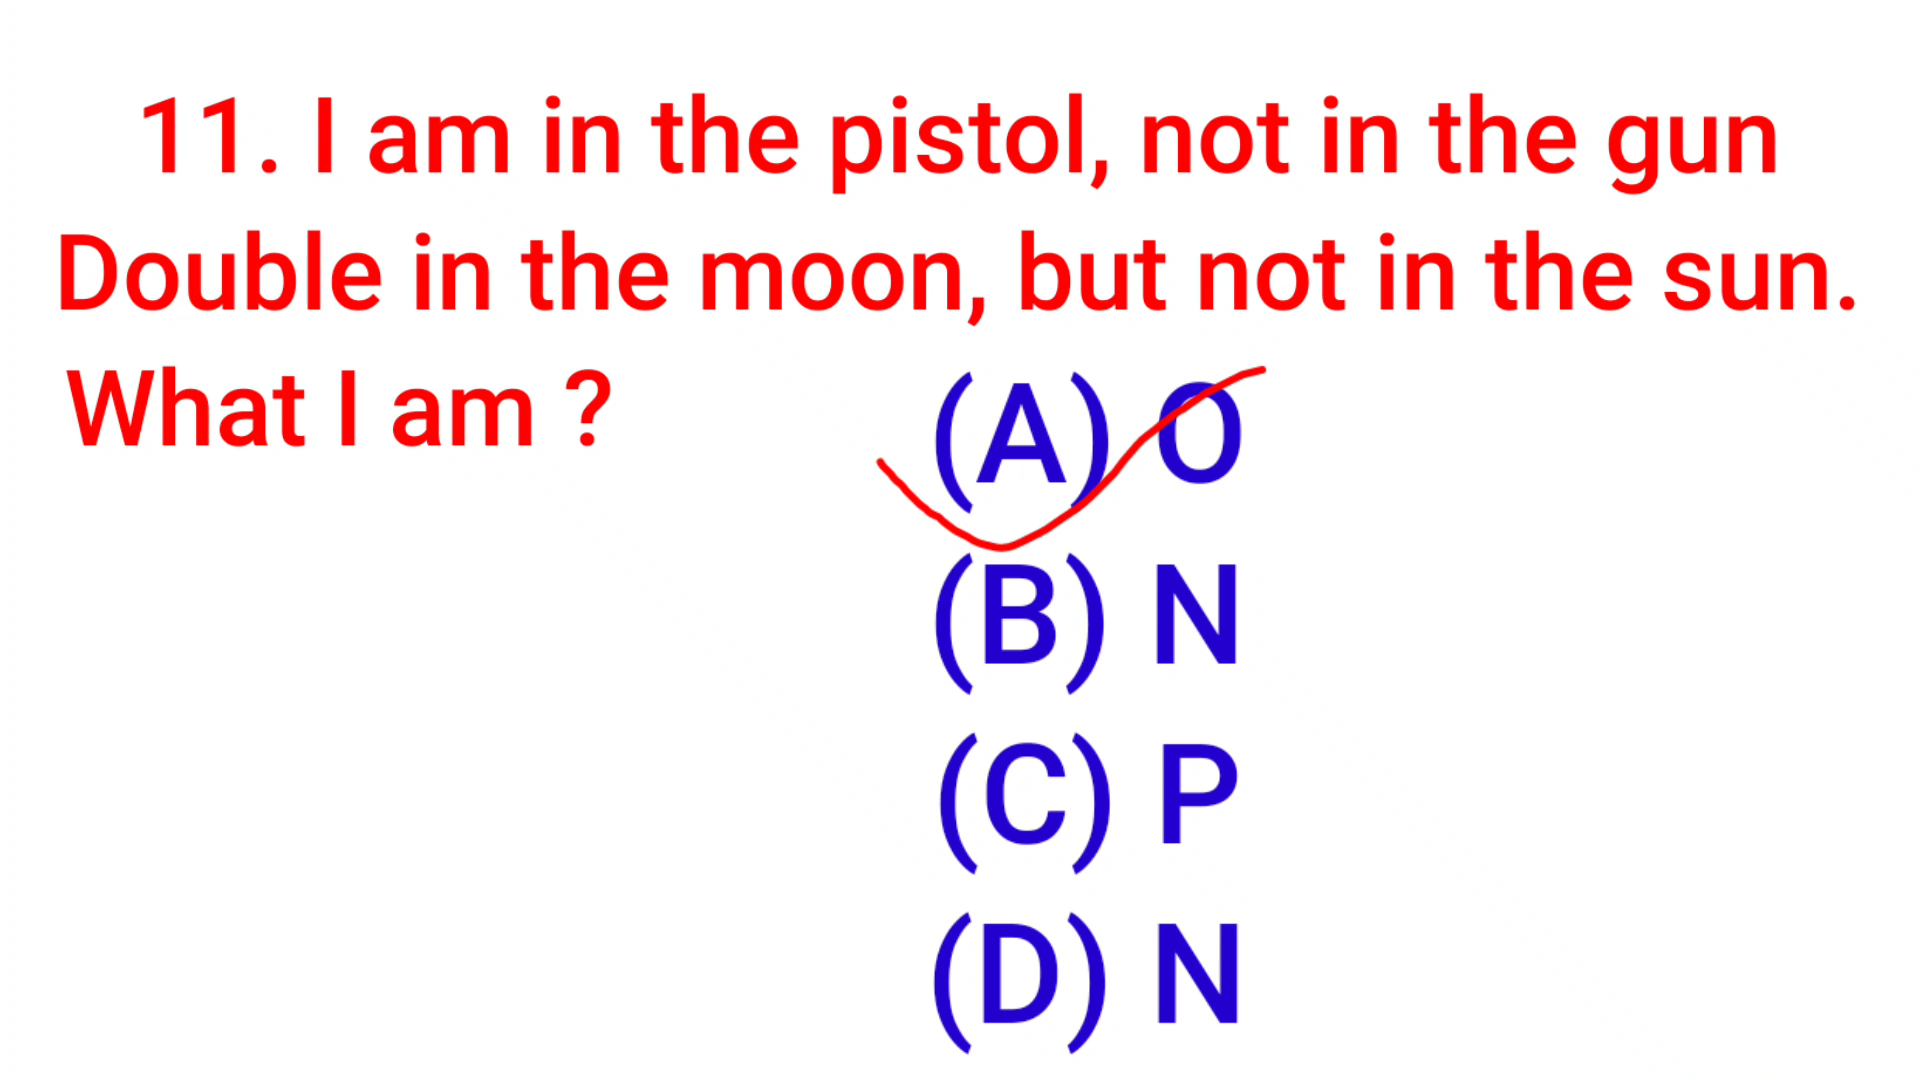 11. I am in the pistol, not in the gun
Double in the moon, but not in the sun.
What I am ?
(A) O
(B) N
(C) P
(D) N